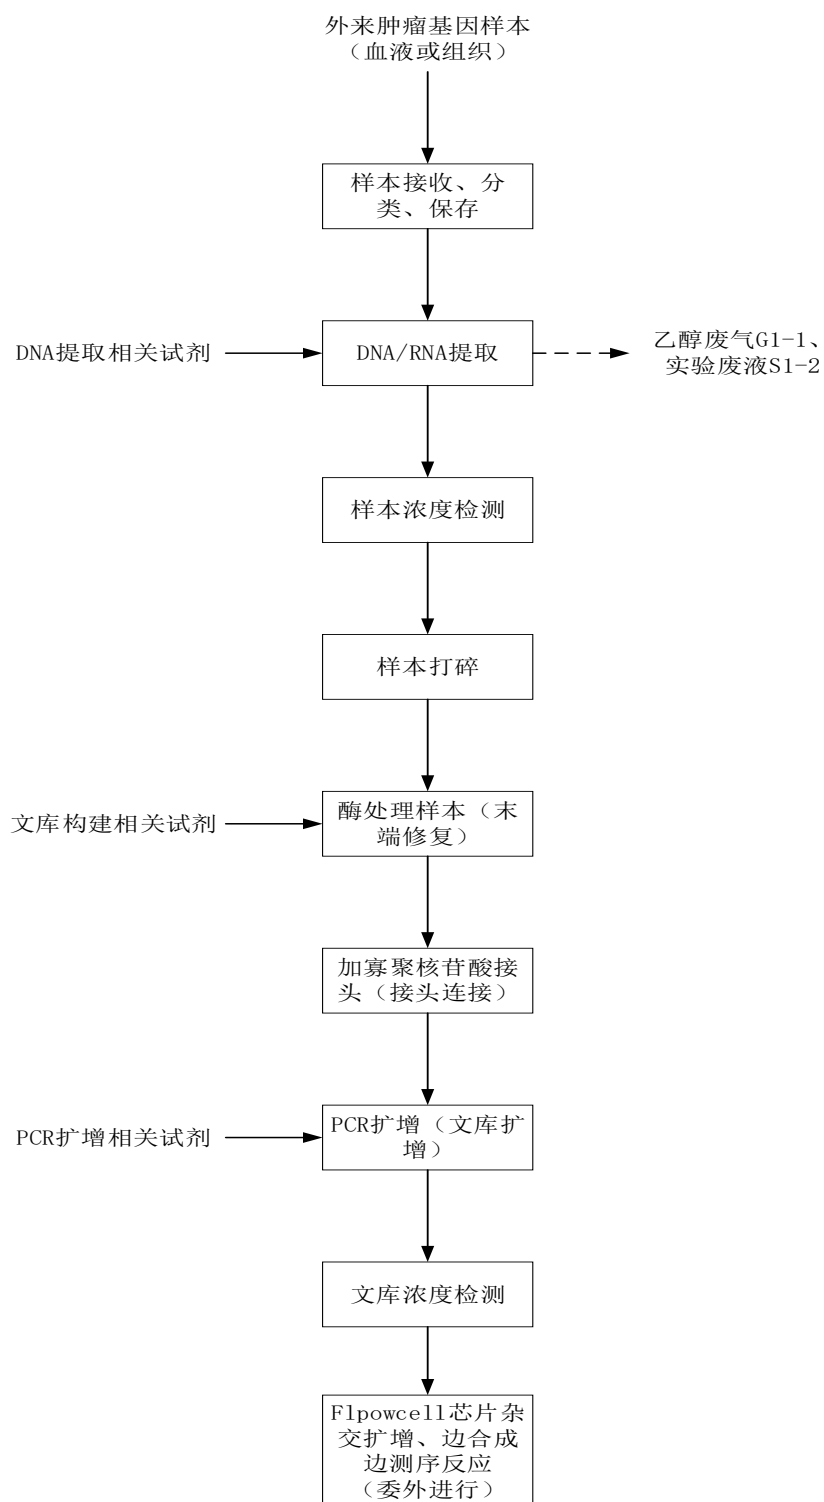 外来肿瘤基因样本
（血液或组织）
样本接收、分
类、保存
DNA提取相关试剂
DNA/RNA提取
乙醇废气G1-1、
实验废液S1-2
样本浓度检测
样本打碎
文库构建相关试剂
酶处理样本（末
端修复）
加寡聚核苷酸接
头（接头连接）
PCR扩增相关试剂
PCR扩增（文库扩
增）
文库浓度检测
Flpowcell芯片杂
交扩增、边合成
边测序反应
（委外进行）